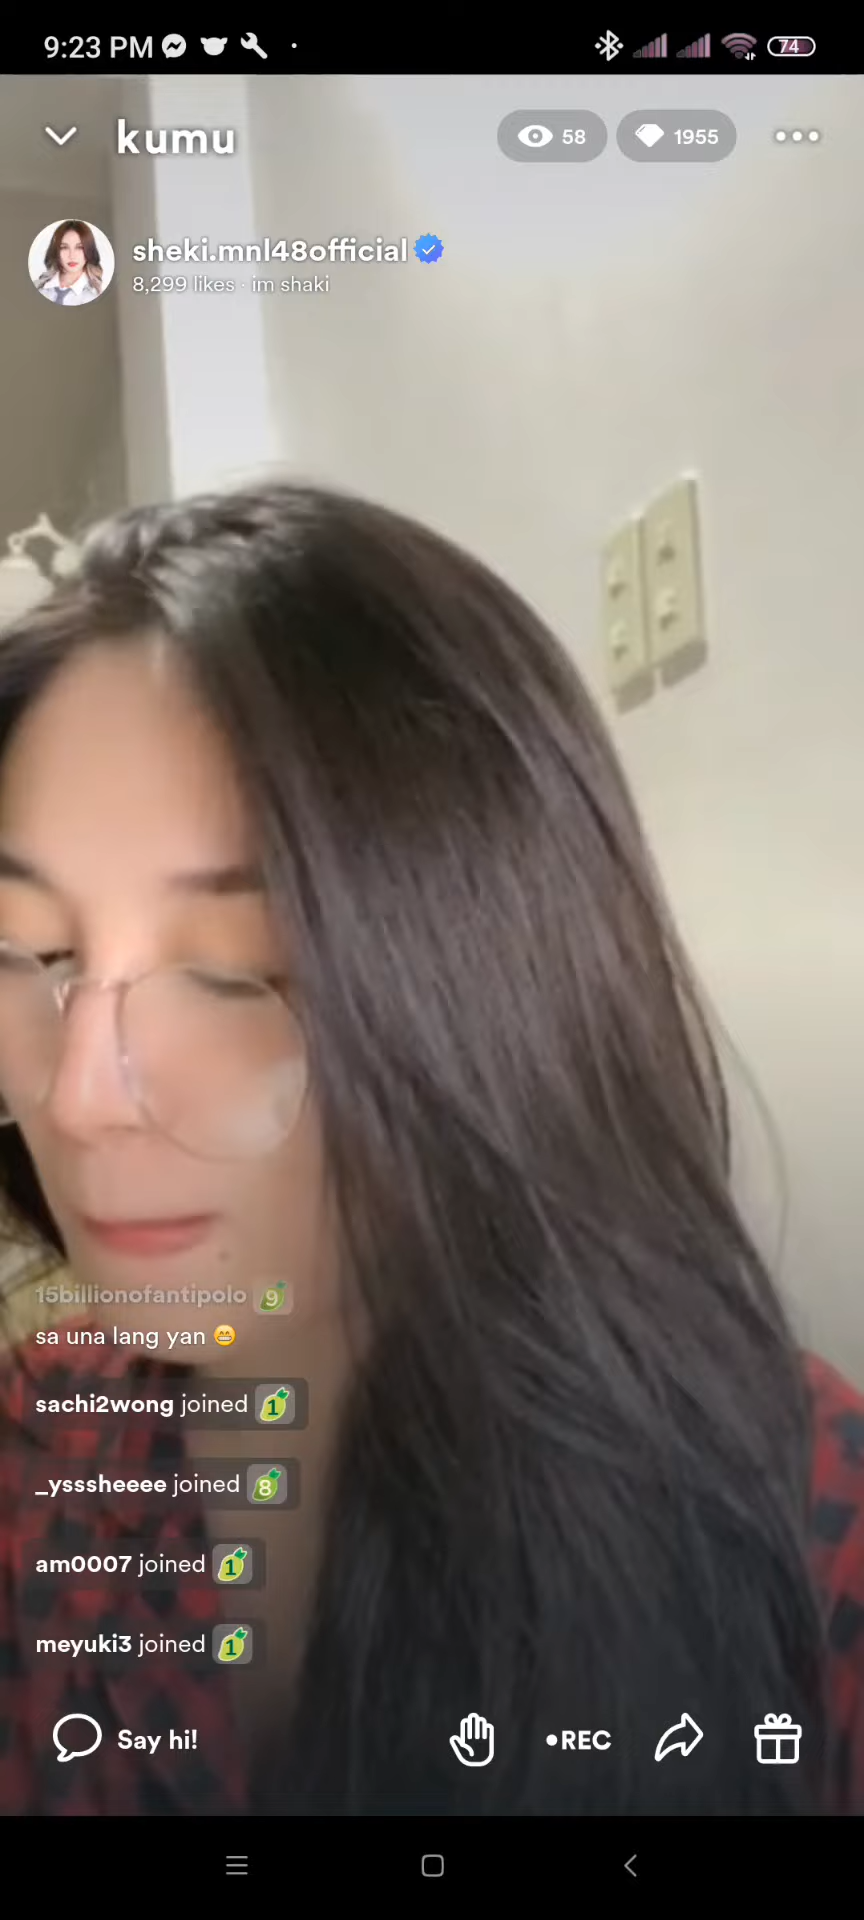 9:23 PM
74
kumu
58
1955
sheki.mnl48official
8,299 likes · im shaki
15billionofantipolo 9
sa una lang yan 😁
sachi2wong joined 1
_ysssheeee joined 8
am0007 joined 1
meyuki3 joined 1
Say hi!
•REC